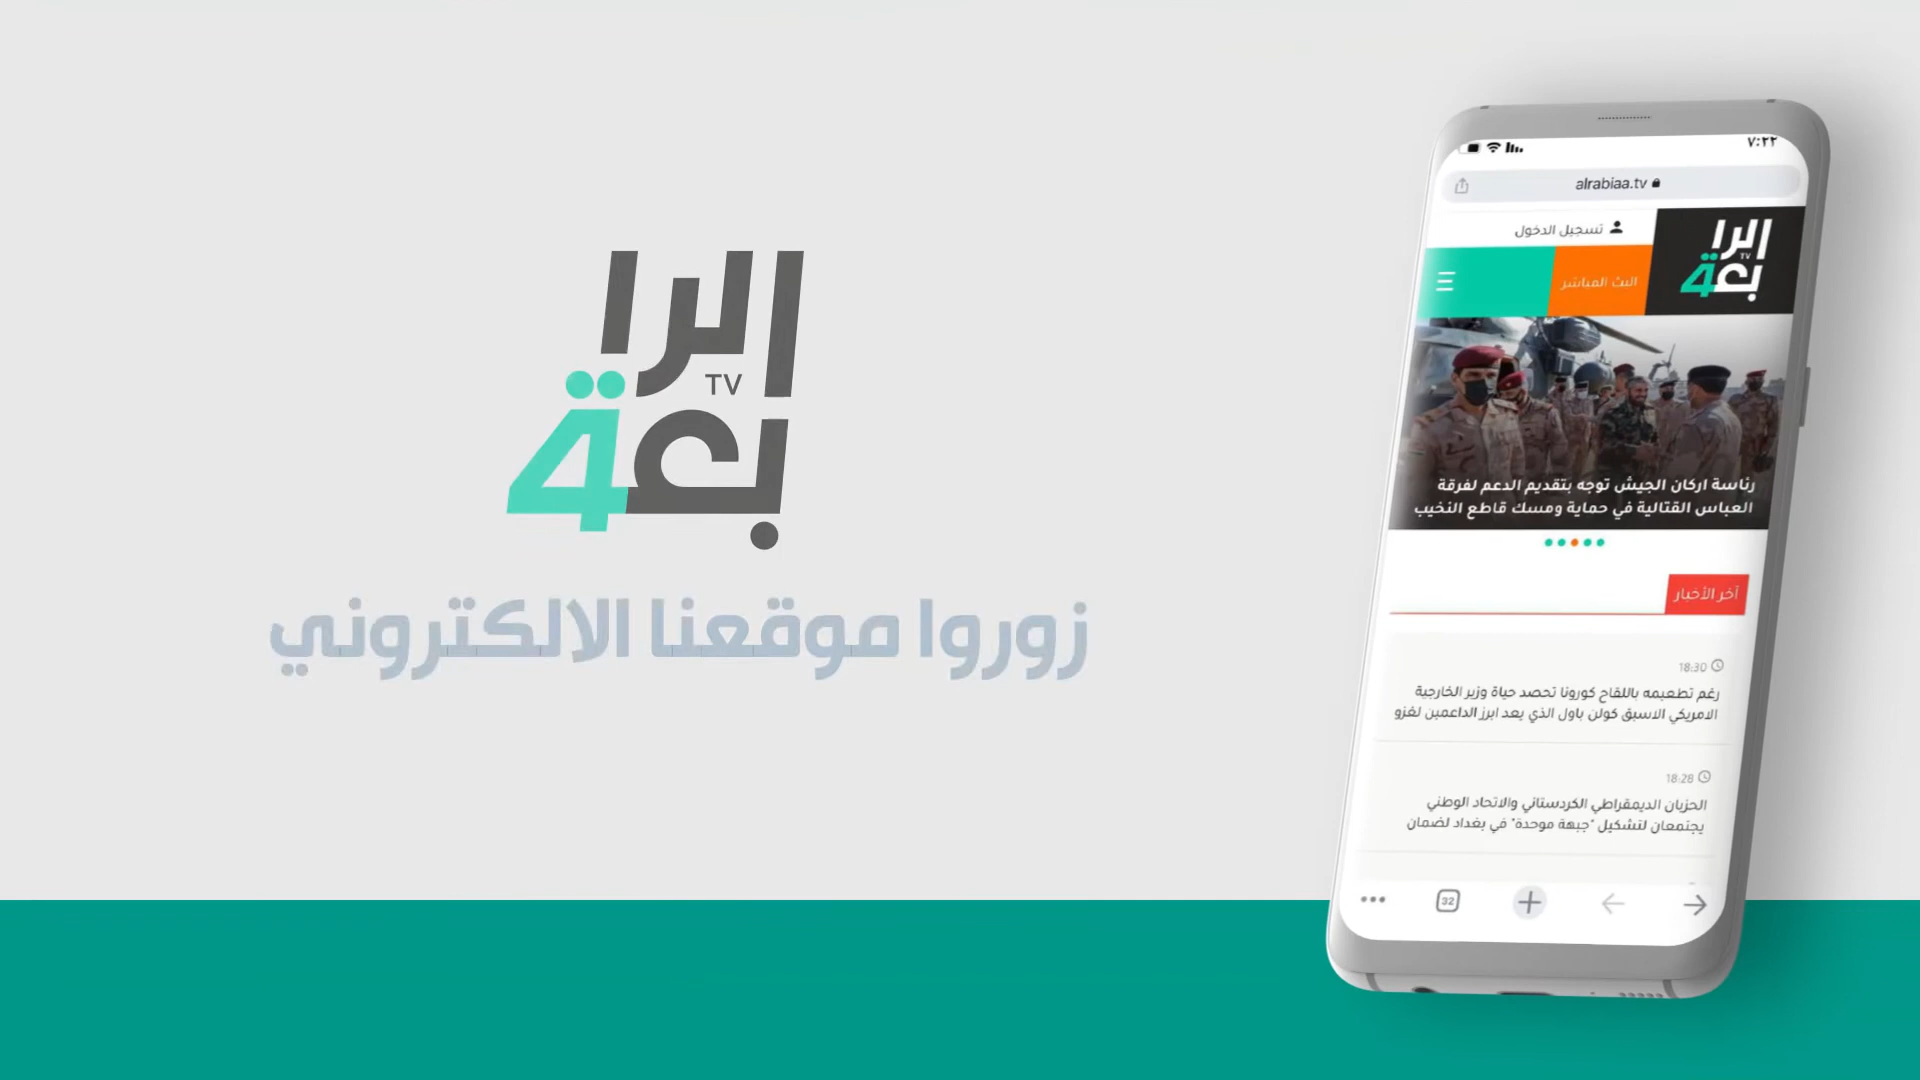 الرا
TV
بعة
زوروا موقعنا الالكتروني
٧:٢٢
alrabiaa.tv
تسجيل الدخول
الرا
TV
بعة
البث المباشر
رئاسة اركان الجيش توجه بتقديم الدعم لفرقة
العباس القتالية في حماية ومسك قاطع النخيب
آخر الأخبار
18:30
رغم تطعيمه باللقاح كورونا تحصد حياة وزير الخارجية
الامريكي الاسبق كولن باول الذي يعد ابرز الداعمين لغزو
18:28
الحزبان الديمقراطي الكردستاني والاتحاد الوطني
يجتمعان لتشكيل "جبهة موحدة" في بغداد لضمان
32